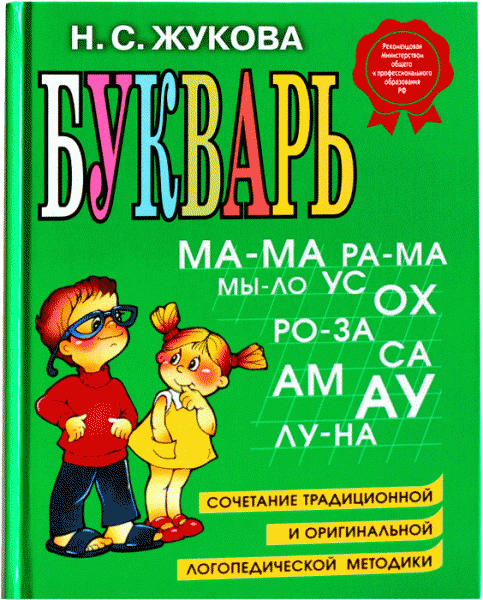 Н. С. ЖУКОВА
Рекомендован
Министерством
общего
и профессионального
образования
РФ
БУКВАРЬ
МА-МА РА-МА
МЫ-ЛО УС
ОХ
РО-ЗА
СА
АМ АУ
ЛУ-НА
СОЧЕТАНИЕ ТРАДИЦИОННОЙ
И ОРИГИНАЛЬНОЙ
ЛОГОПЕДИЧЕСКОЙ МЕТОДИКИ